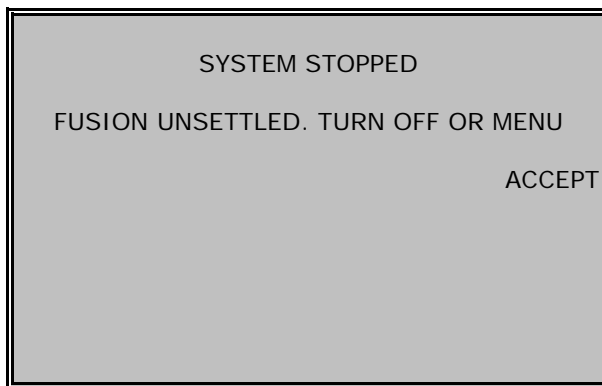 SYSTEM STOPPED
FUSION UNSETTLED. TURN OFF OR MENU
ACCEPT